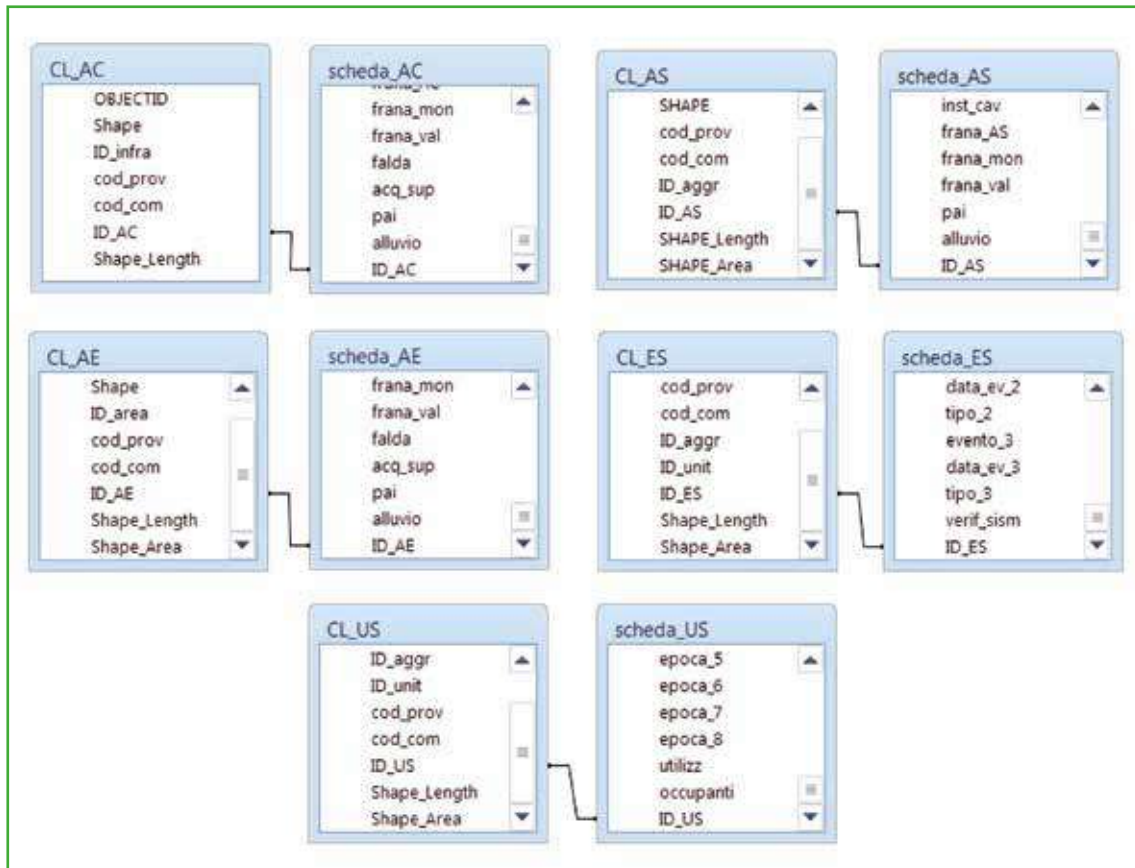 CL_AC
OBJECTID
Shape
ID_infra
cod_prov
cod_com
ID_AC
Shape_Length
scheda_AC
frana_mon
frana_val
falda
acq_sup
pai
alluvio
ID_AC
CL_AS
SHAPE
cod_prov
cod_com
ID_aggr
ID_AS
SHAPE_Length
SHAPE_Area
scheda_AS
inst_cav
frana_AS
frana_mon
frana_val
pai
alluvio
ID_AS
CL_AE
Shape
ID_area
cod_prov
cod_com
ID_AE
Shape_Length
Shape_Area
scheda_AE
frana_mon
frana_val
falda
acq_sup
pai
alluvio
ID_AE
CL_ES
cod_prov
cod_com
ID_aggr
ID_unit
ID_ES
Shape_Length
Shape_Area
scheda_ES
data_ev_2
tipo_2
evento_3
data_ev_3
tipo_3
verif_sism
ID_ES
CL_US
ID_aggr
ID_unit
cod_prov
cod_com
ID_US
Shape_Length
Shape_Area
scheda_US
epoca_5
epoca_6
epoca_7
epoca_8
utilizz
occupanti
ID_US